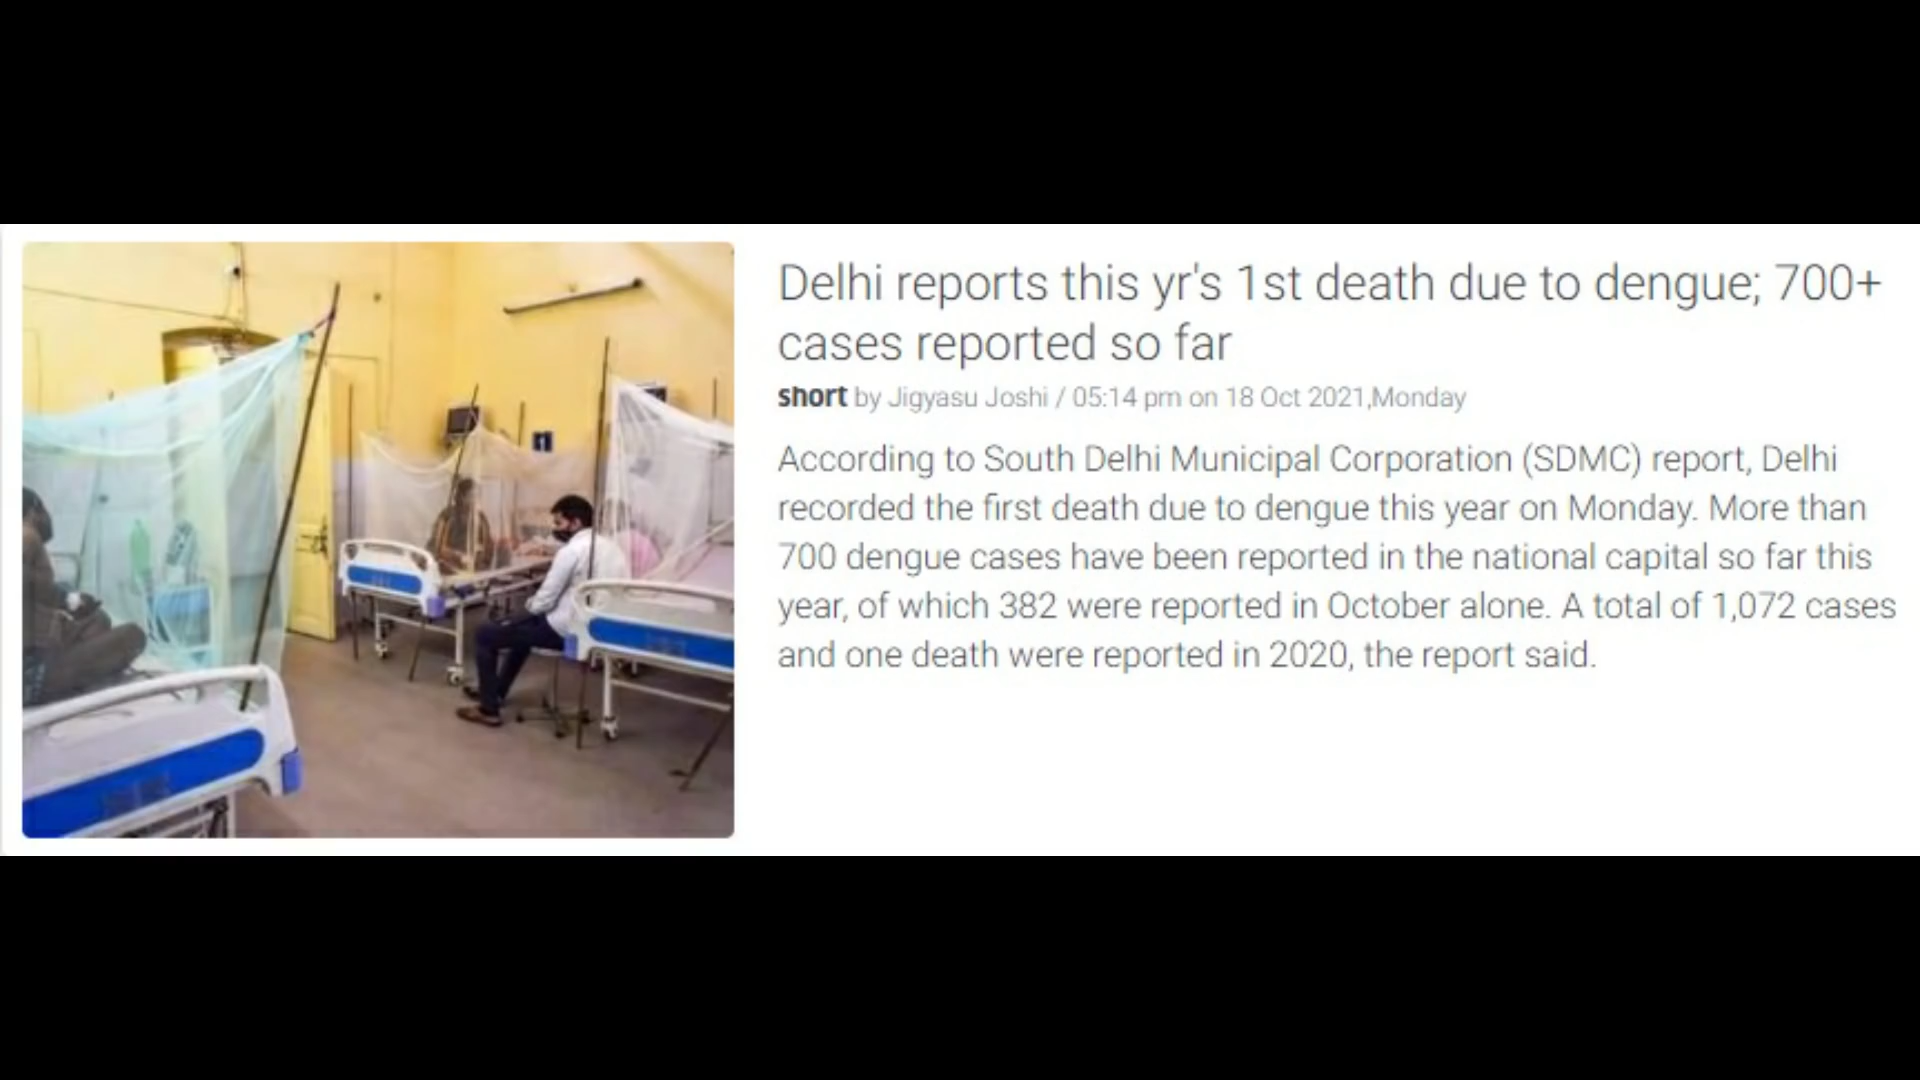 Delhi reports this yr's 1st death due to dengue; 700+
cases reported so far
short by Jigyasu Joshi / 05:14 pm on 18 Oct 2021,Monday
According to South Delhi Municipal Corporation (SDMC) report, Delhi
recorded the first death due to dengue this year on Monday. More than
700 dengue cases have been reported in the national capital so far this
year, of which 382 were reported in October alone. A total of 1,072 cases
and one death were reported in 2020, the report said.